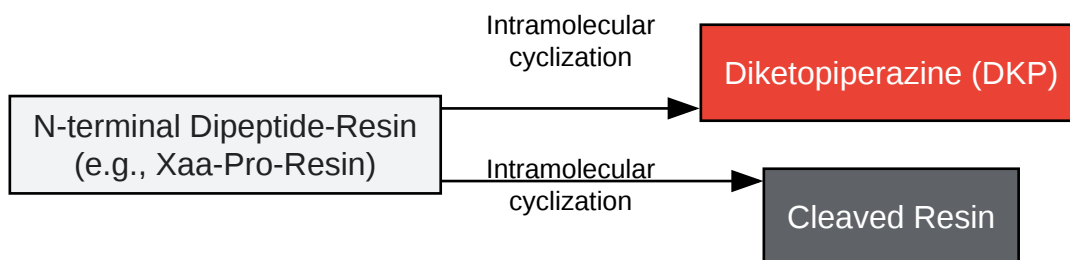 Intramolecular
cyclization
Diketopiperazine (DKP)
N-terminal Dipeptide-Resin
(e.g., Xaa-Pro-Resin)
Intramolecular
cyclization
Cleaved Resin